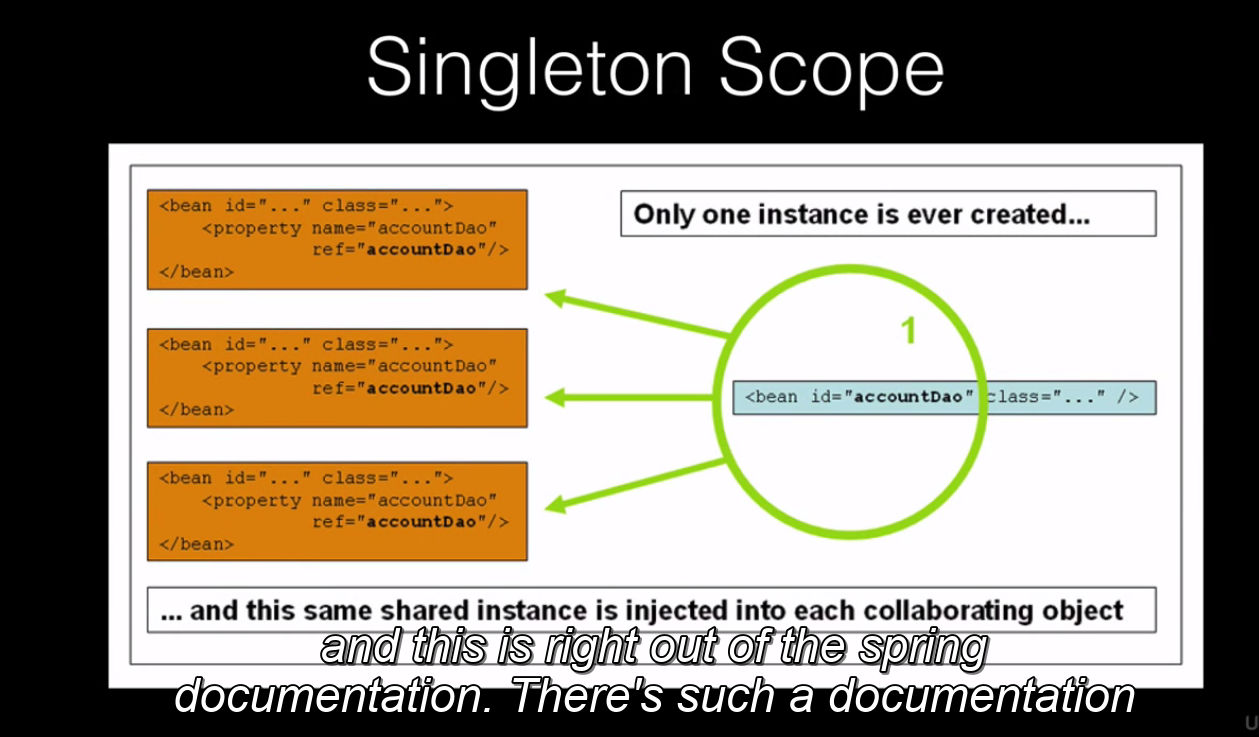 Singleton Scope
<bean id="..." class="...">
<property name="accountDao"
ref="accountDao"/>
</bean>
Only one instance is ever created...
1
<bean id="..." class="...">
<property name="accountDao"
ref="accountDao"/>
</bean>
<bean id="accountDao" class="..." />
<bean id="..." class="...">
<property name="accountDao"
ref="accountDao"/>
</bean>
... and this same shared instance is injected into each collaborating object
and this is right out of the spring
documentation. There's such a documentation